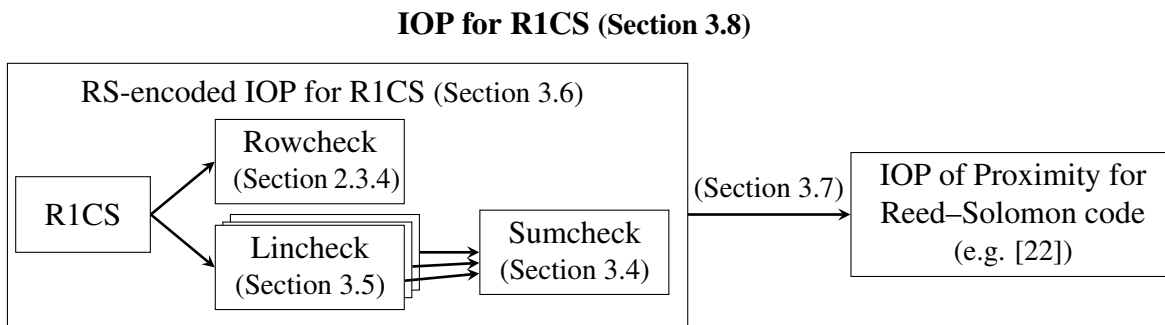 IOP for R1CS (Section 3.8)
RS-encoded IOP for R1CS (Section 3.6)
Rowcheck
(Section 2.3.4)
R1CS
Lincheck
(Section 3.5)
Sumcheck
(Section 3.4)
(Section 3.7)
IOP of Proximity for
Reed–Solomon code
(e.g. [22])